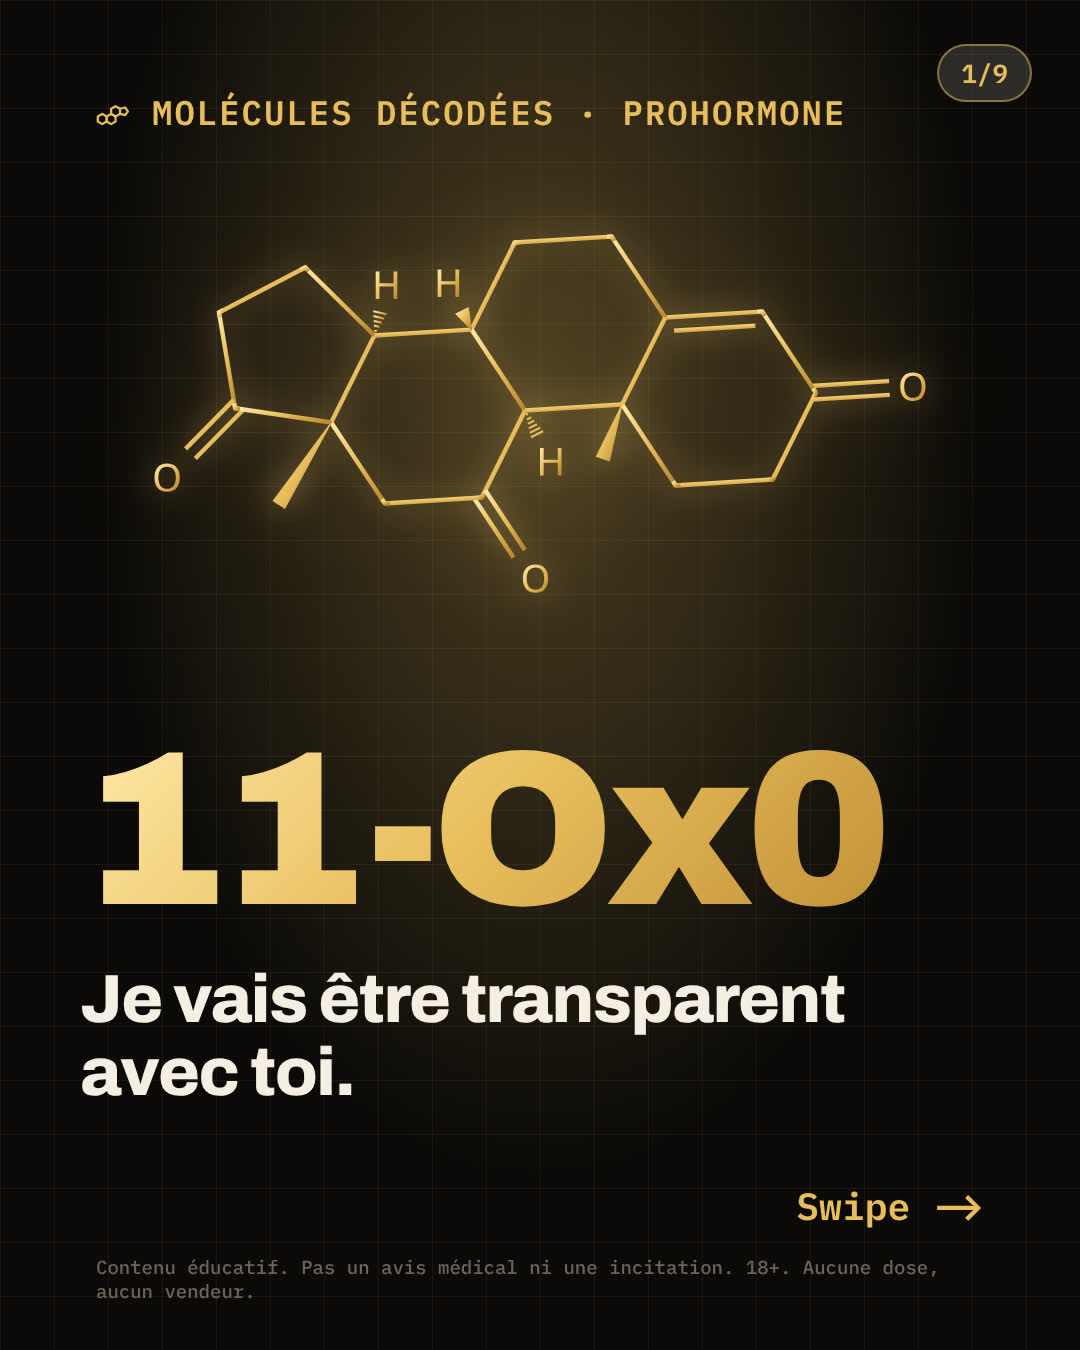 1/9
MOLÉCULES DÉCODÉES · PROHORMONE
H H
O
H
O
O
11-Ox0
Je vais être transparent
avec toi.
Swipe →
Contenu éducatif. Pas un avis médical ni une incitation. 18+. Aucune dose,
aucun vendeur.